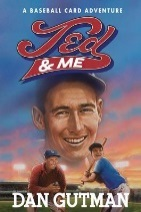 A BASEBALL CARD ADVENTURE
Ted
& ME
DAN GUTMAN